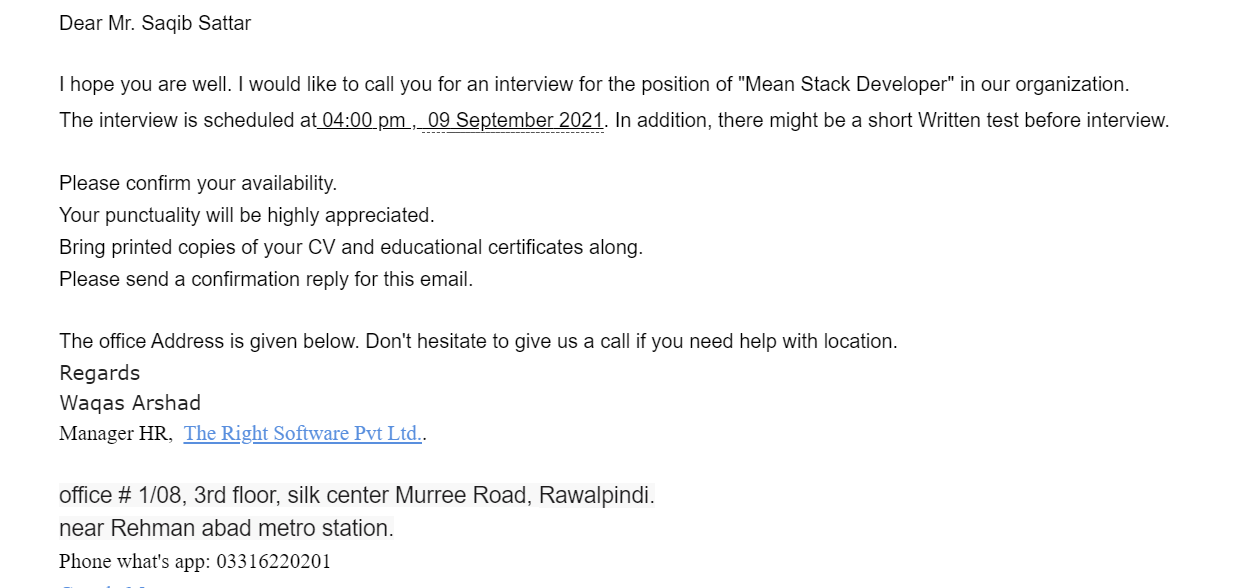 Dear Mr. Saqib Sattar
I hope you are well. I would like to call you for an interview for the position of "Mean Stack Developer" in our organization.
The interview is scheduled at 04:00 pm ,  09 September 2021. In addition, there might be a short Written test before interview.
Please confirm your availability.
Your punctuality will be highly appreciated.
Bring printed copies of your CV and educational certificates along.
Please send a confirmation reply for this email.
The office Address is given below. Don't hesitate to give us a call if you need help with location.
Regards
Waqas Arshad
Manager HR,  The Right Software Pvt Ltd..
office # 1/08, 3rd floor, silk center Murree Road, Rawalpindi.
near Rehman abad metro station.
Phone what's app: 03316220201